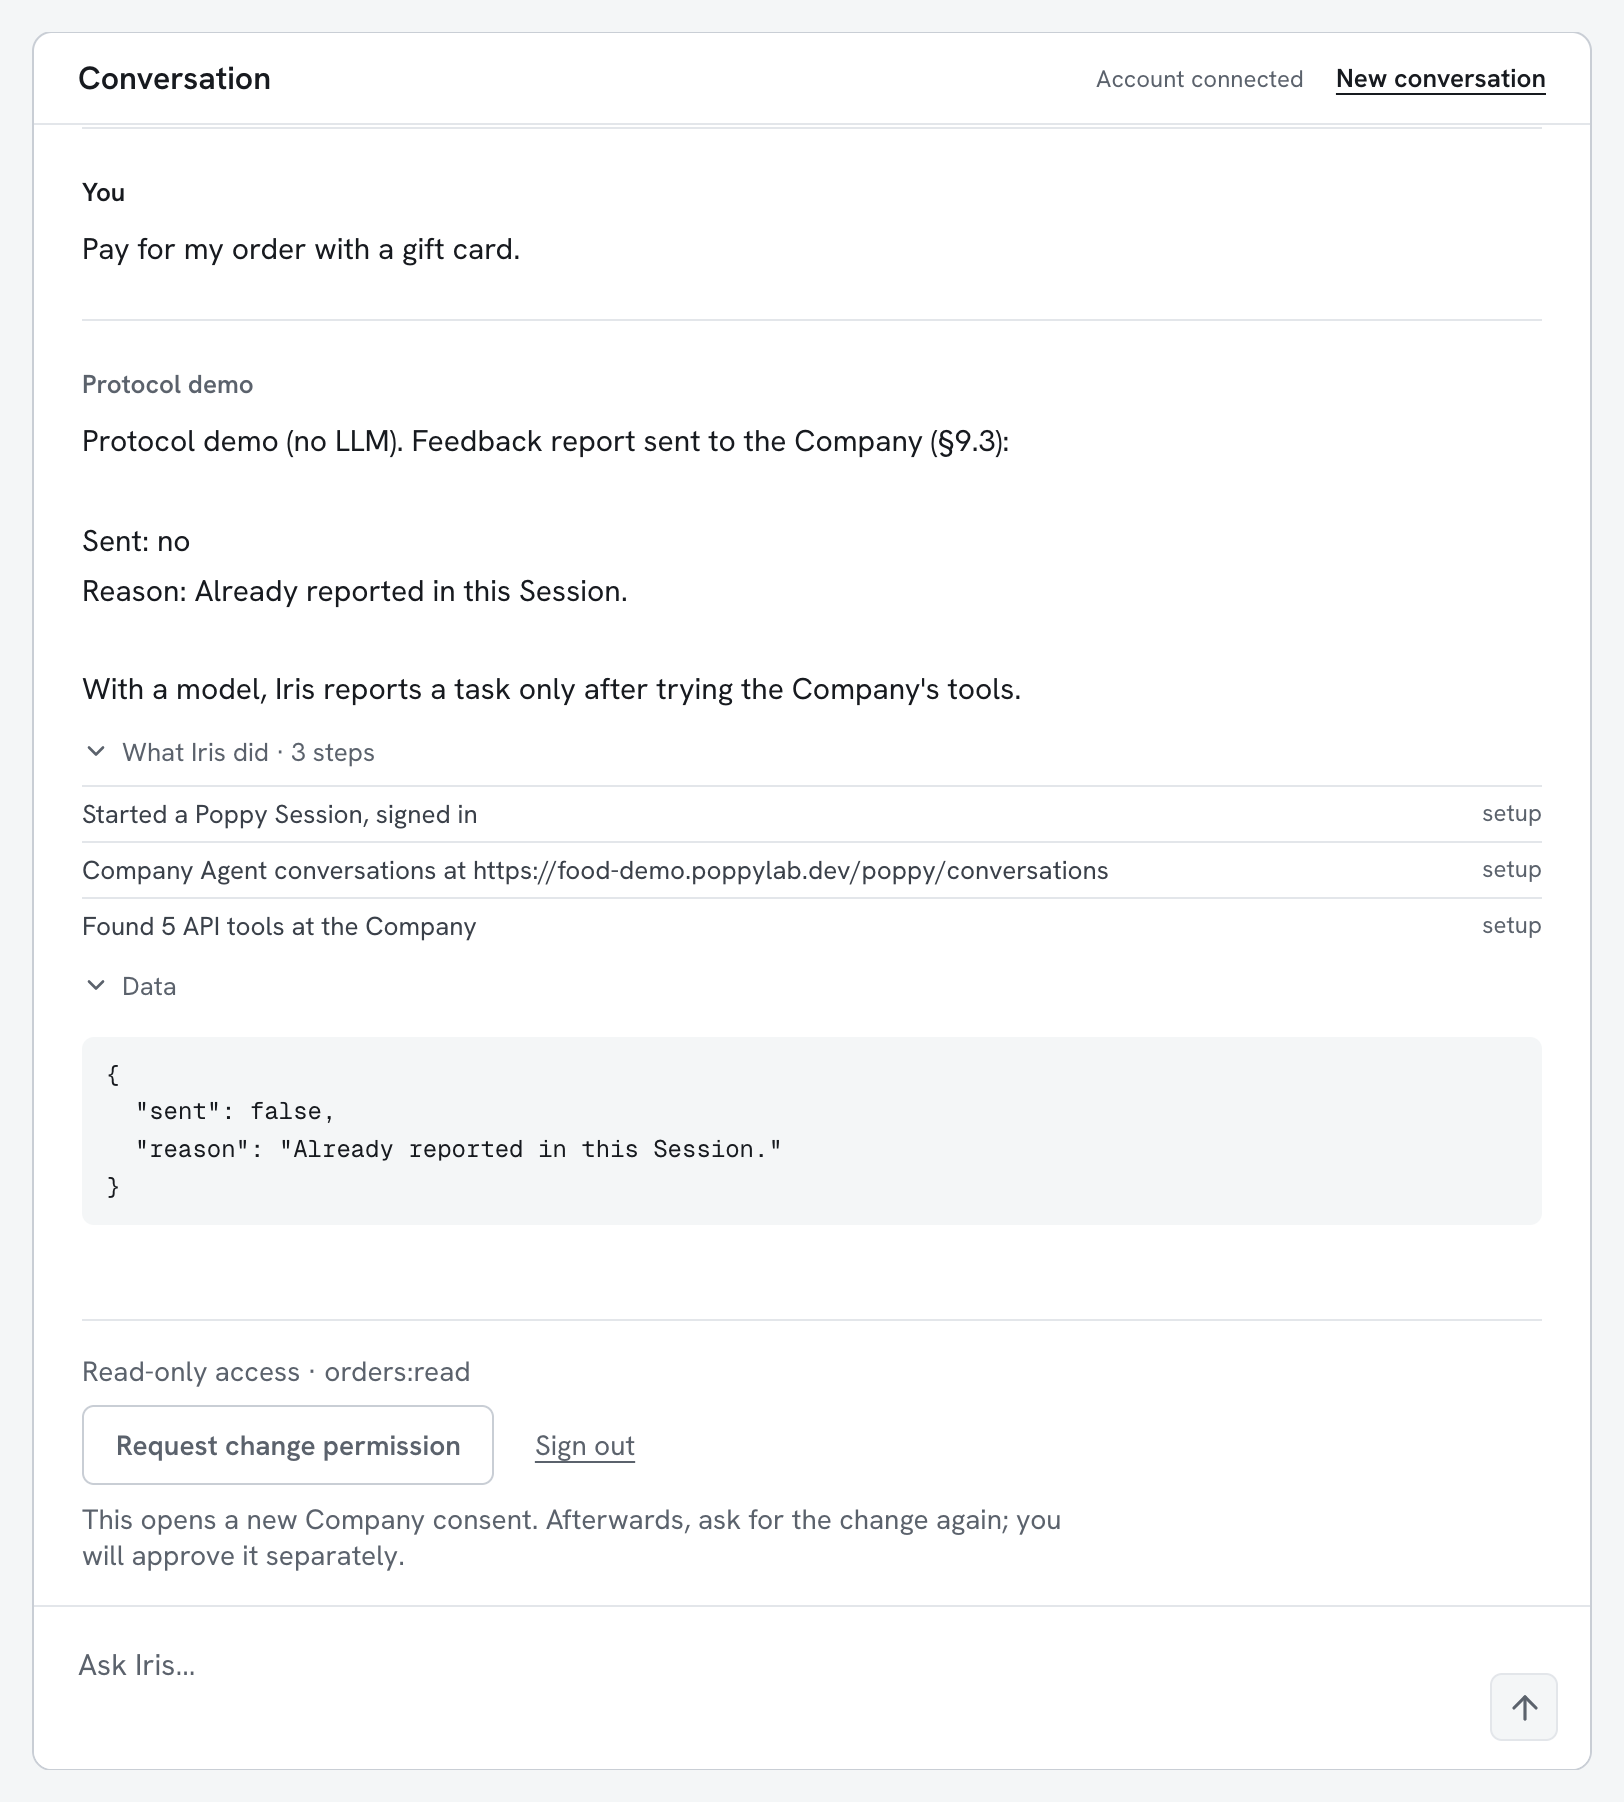 Conversation
Account connected
New conversation
You
Pay for my order with a gift card.
Protocol demo
Protocol demo (no LLM). Feedback report sent to the Company (§9.3):
Sent: no
Reason: Already reported in this Session.
With a model, Iris reports a task only after trying the Company's tools.
What Iris did · 3 steps
Started a Poppy Session, signed in
setup
Company Agent conversations at https://food-demo.poppylab.dev/poppy/conversations
setup
Found 5 API tools at the Company
setup
Data
{
"sent": false,
"reason": "Already reported in this Session."
}
Read-only access · orders:read
Request change permission
Sign out
This opens a new Company consent. Afterwards, ask for the change again; you
will approve it separately.
Ask Iris...